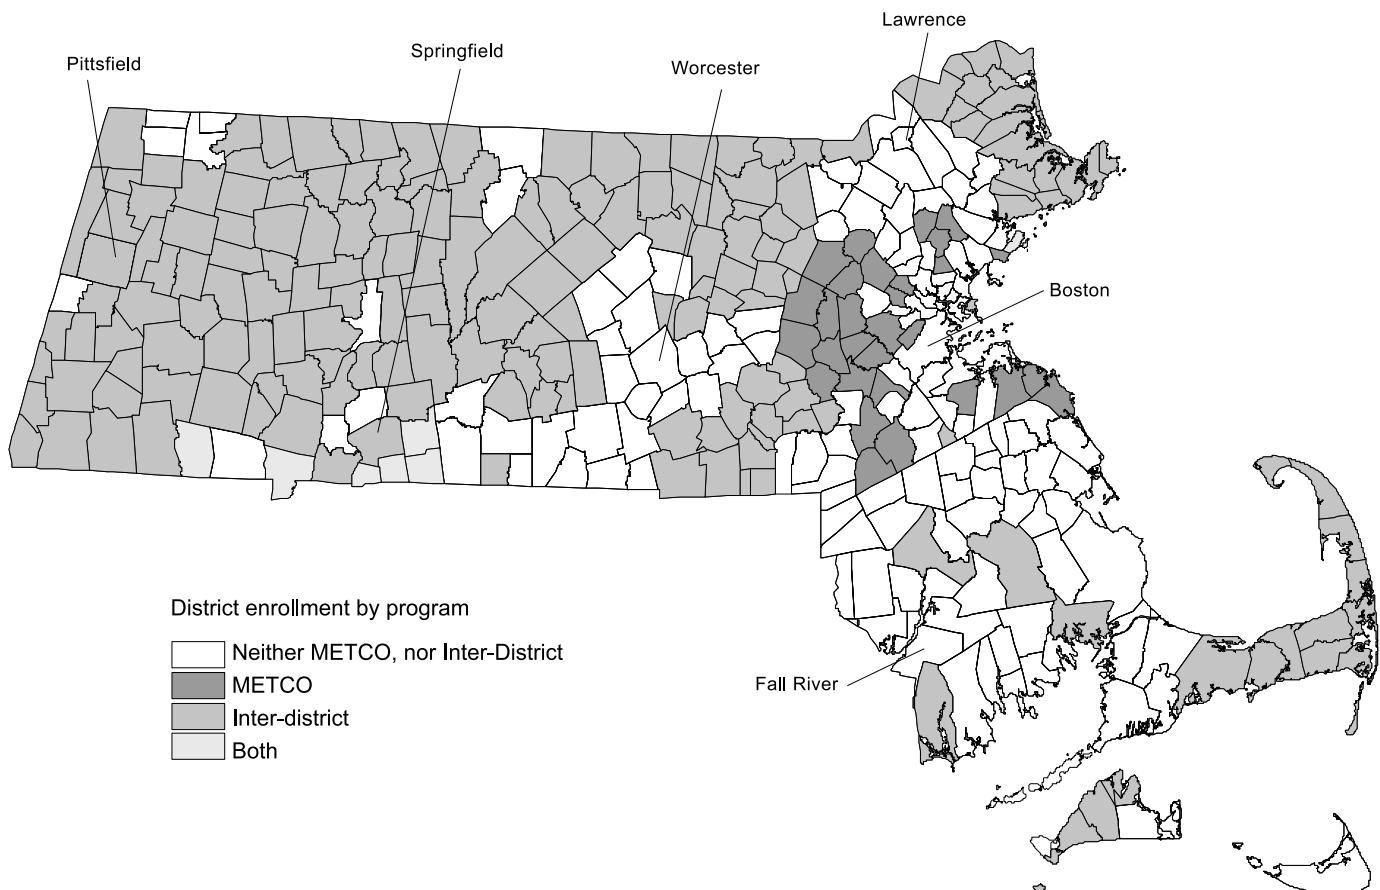 Lawrence
Springfield
Pittsfield
Worcester
Boston
District enrollment by program
Neither METCO, nor Inter-District
METCO
Inter-district
Both
Fall River